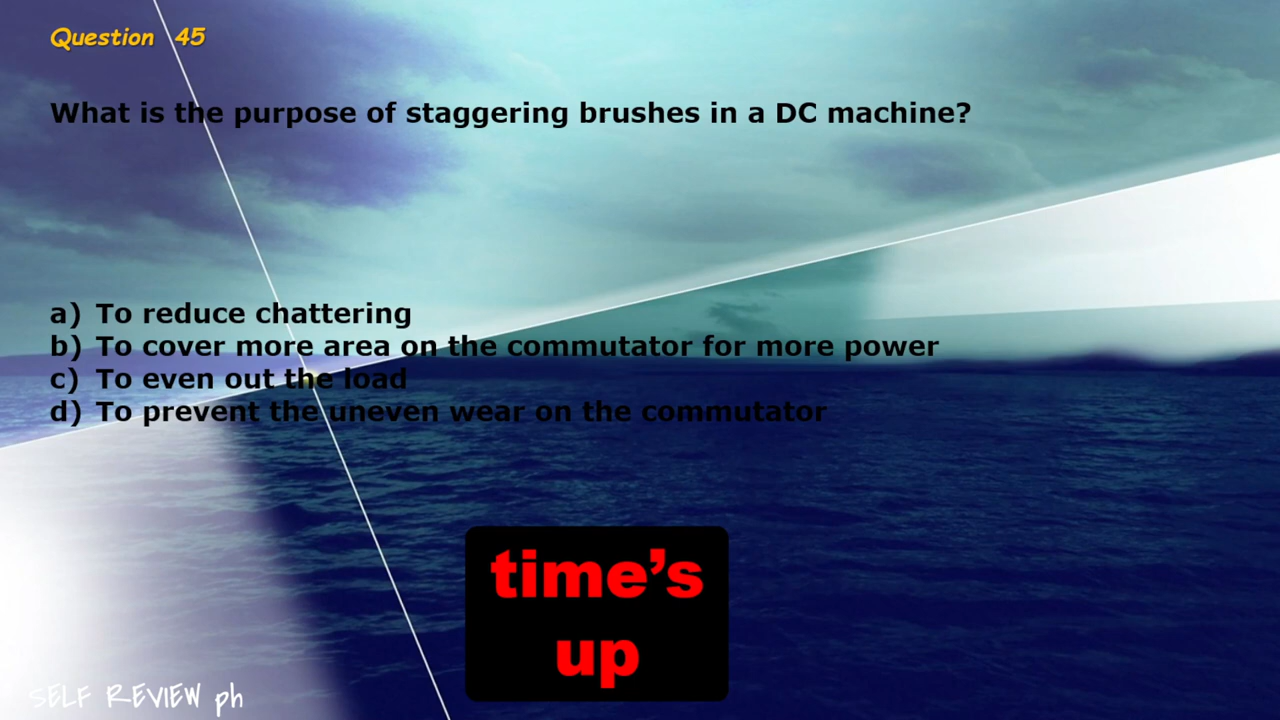 Question 45
What is the purpose of staggering brushes in a DC machine?
a) To reduce chattering
b) To cover more area on the commutator for more power
c) To even out the load
d) To prevent the uneven wear on the commutator
time’s
up
SELF REVIEW ph